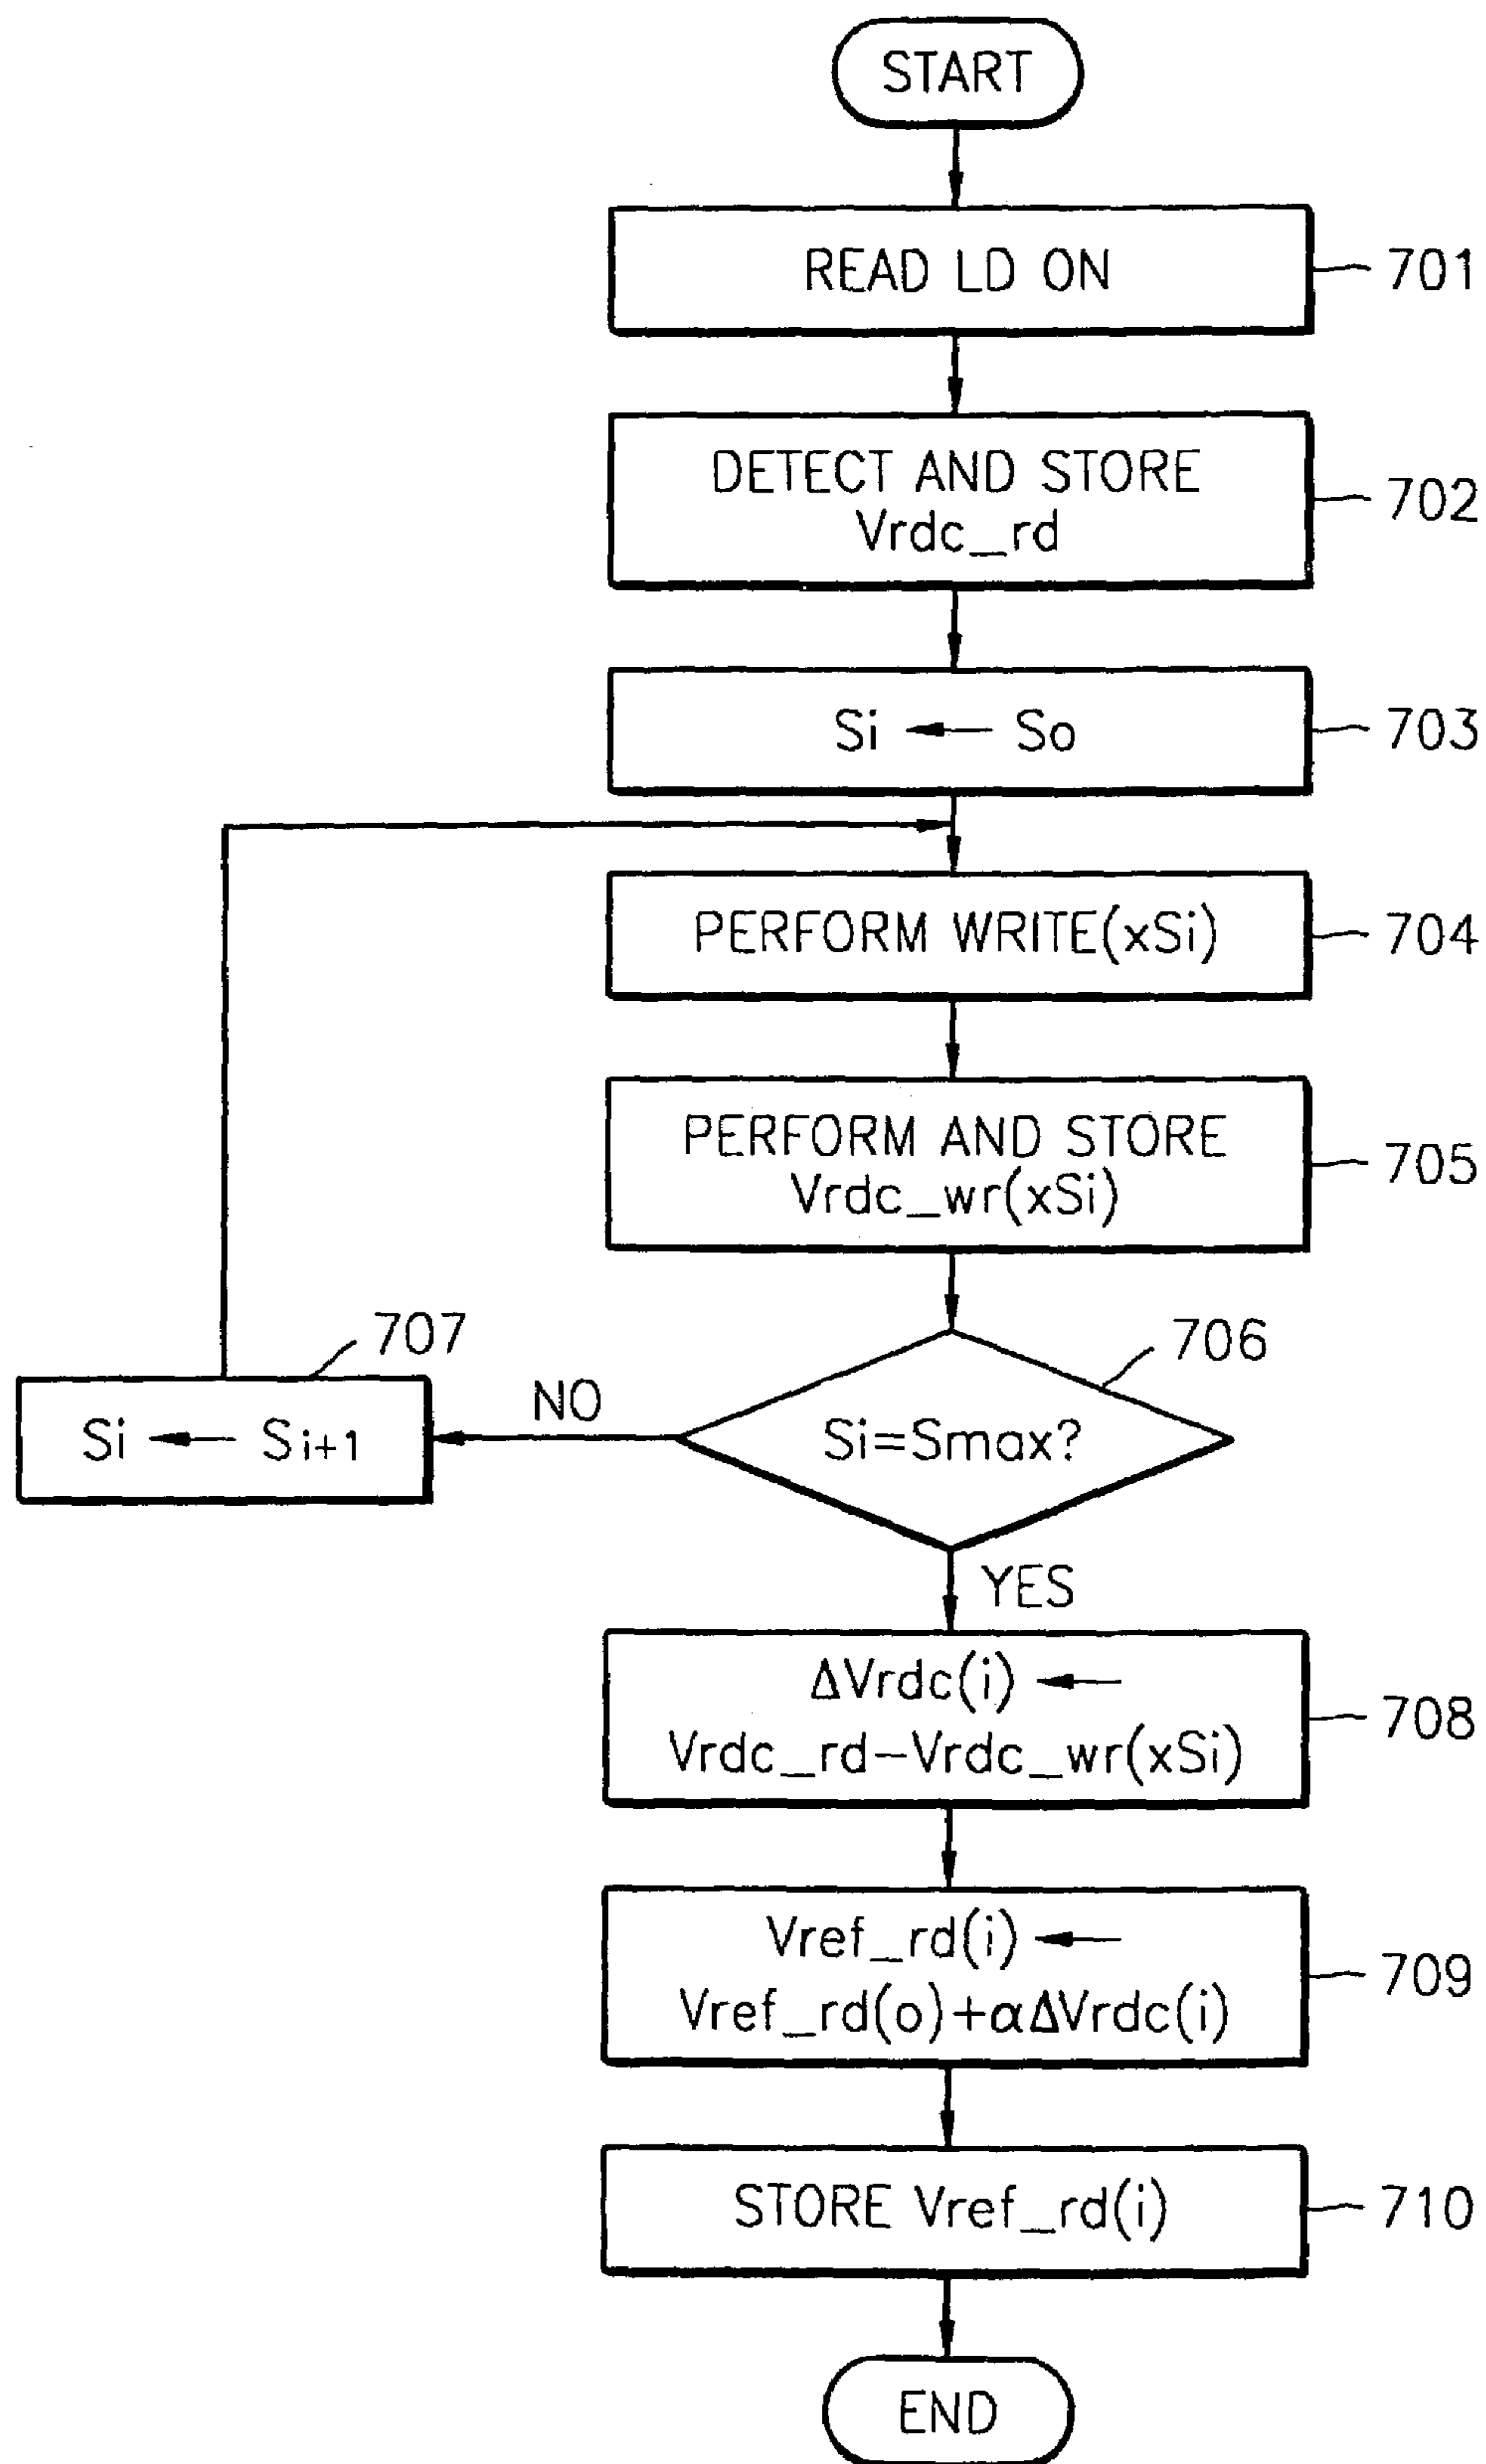 START
READ LD ON
701
DETECT AND STORE
Vrdc_rd
702
Si ← So
703
PERFORM WRITE(xSi)
704
PERFORM AND STORE
Vrdc_wr(xSi)
705
706
Si=Smax?
NO
707
Si ← Si+1
YES
ΔVrdc(i) ←
Vrdc_rd−Vrdc_wr(xSi)
708
Vref_rd(i) ←
Vref_rd(o)+αΔVrdc(i)
709
STORE Vref_rd(i)
710
END